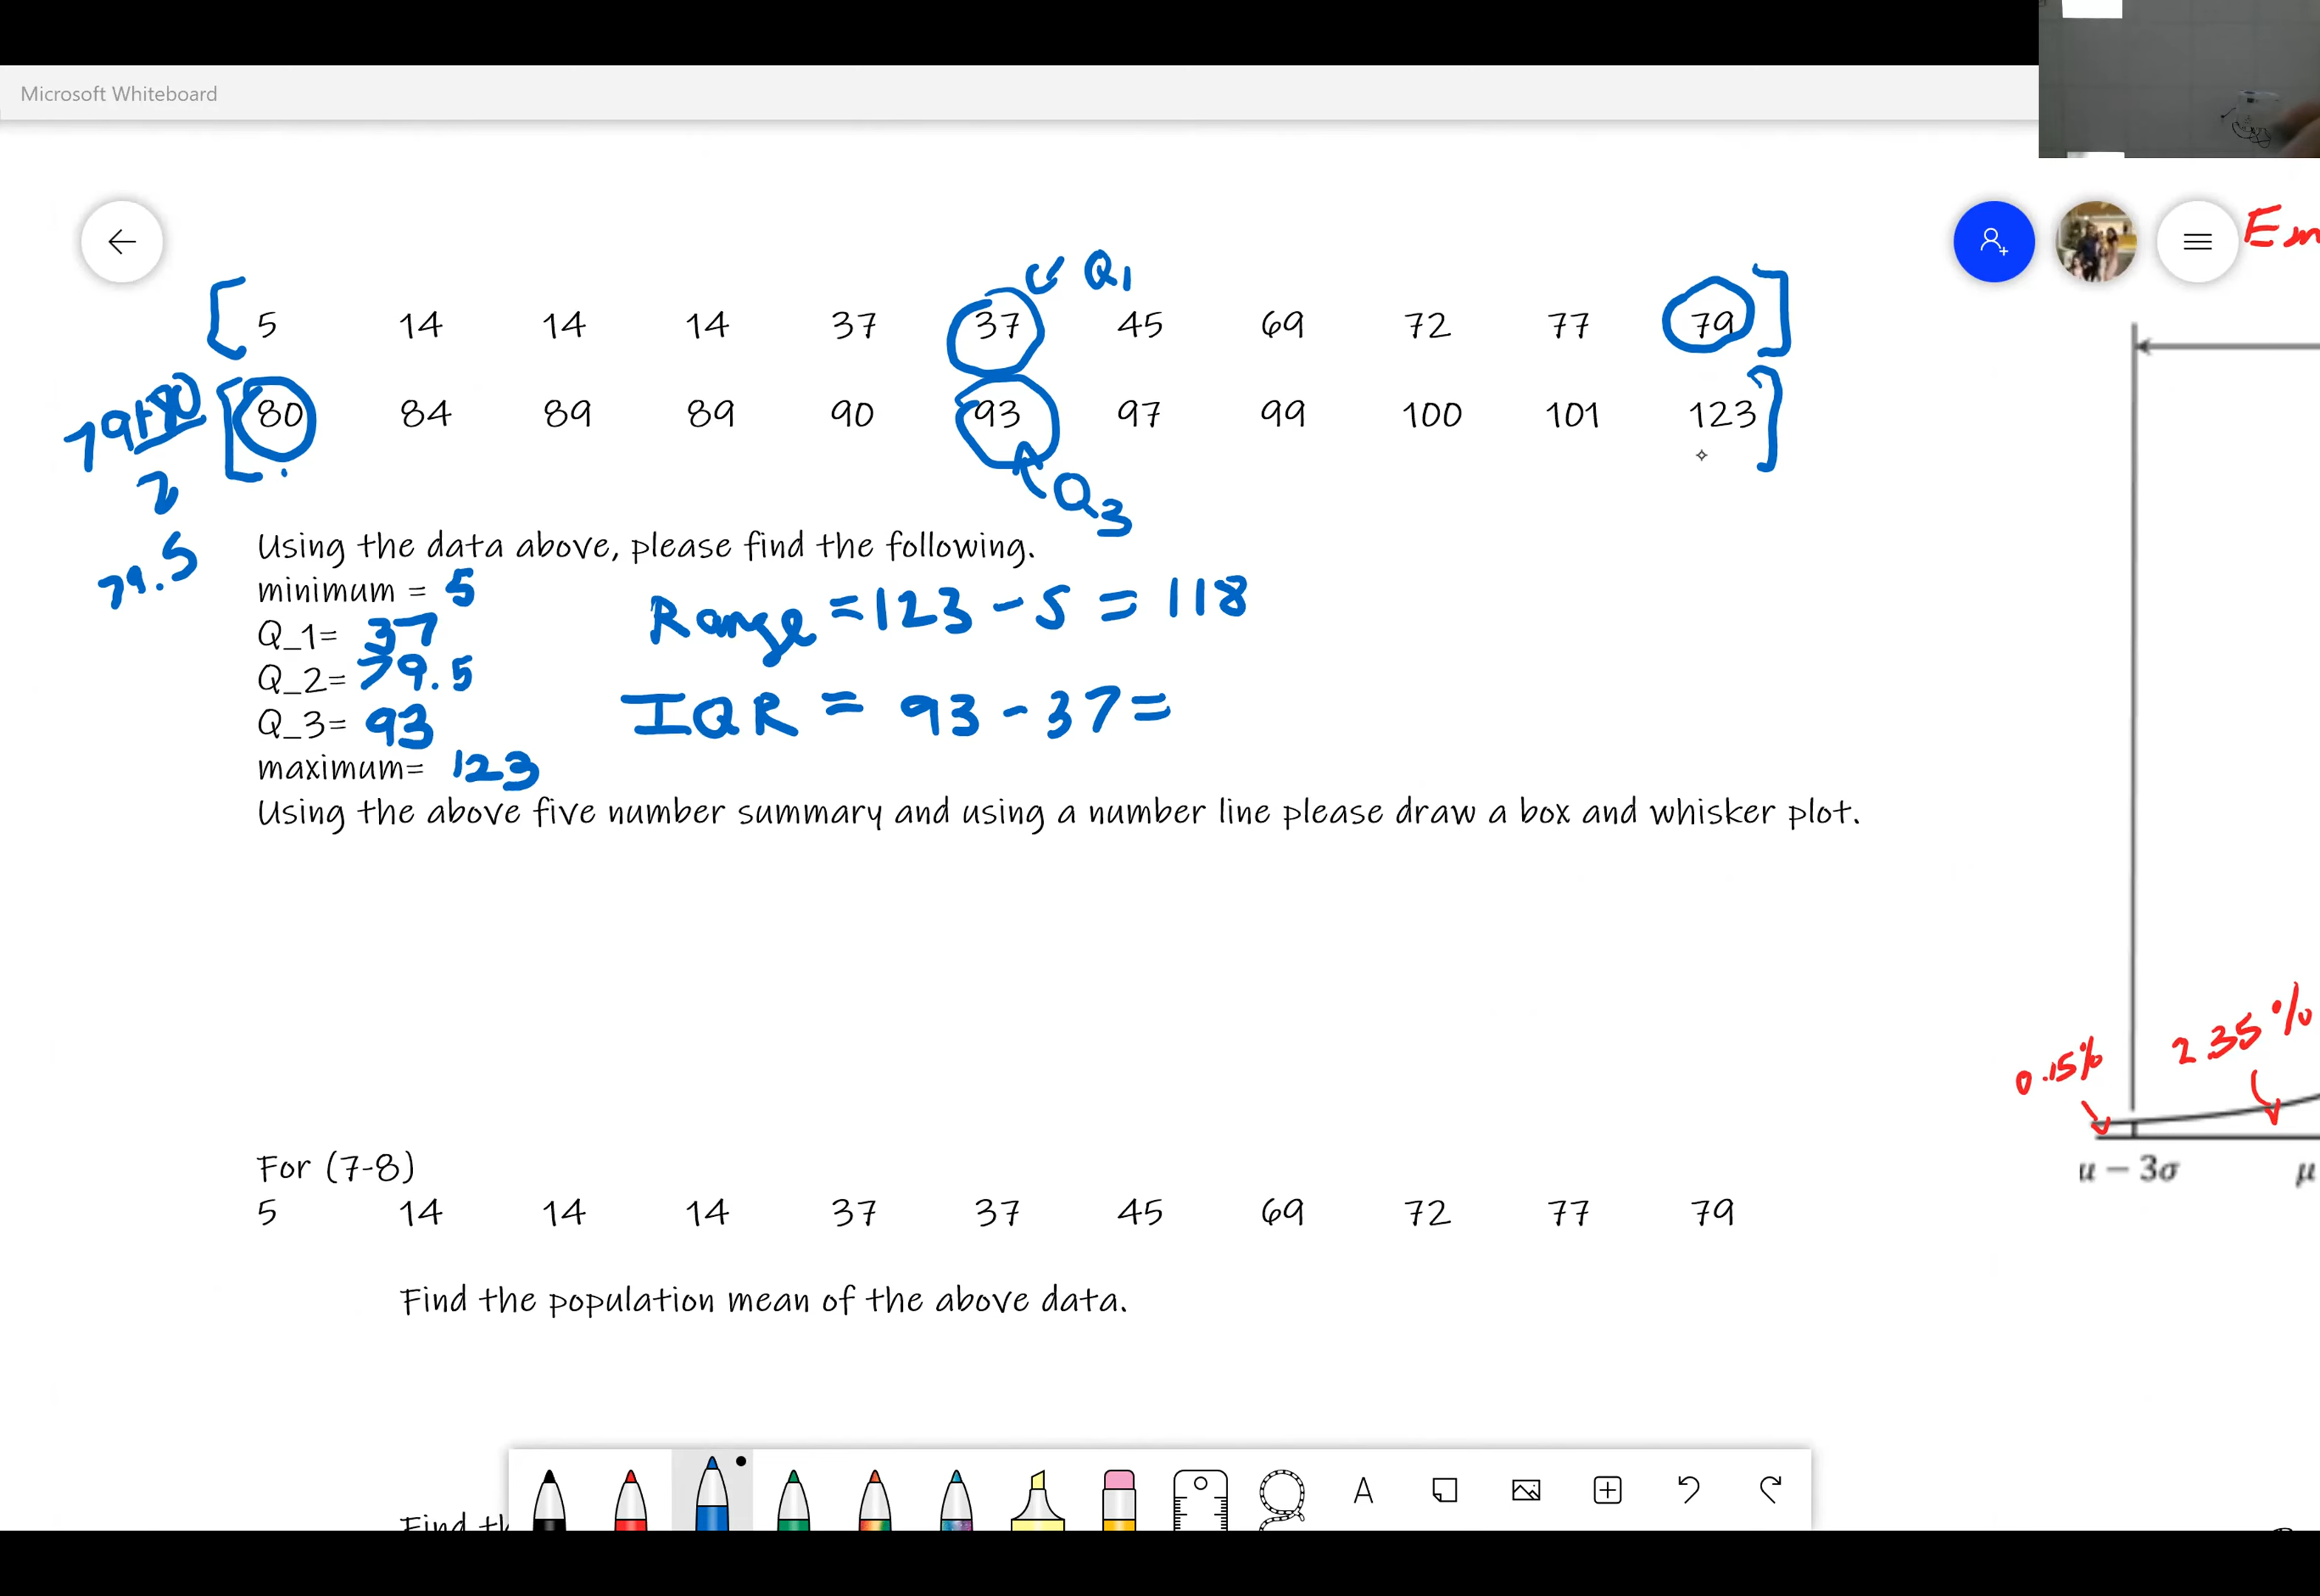 Microsoft Whiteboard
Em
Q1
5 14 14 14 37 37 45 69 72 77 79
80 84 89 89 90 93 97 99 100 101 123
79+80
2
79.5
Q3
Using the data above, please find the following.
minimum = 5
Q_1= 37
Q_2= 79.5
Q_3= 93
maximum= 123
Range = 123 - 5 = 118
IQR = 93 - 37 =
Using the above five number summary and using a number line please draw a box and whisker plot.
0.15%
235%
μ − 3σ
μ
For (7-8)
5 14 14 14 37 37 45 69 72 77 79
Find the population mean of the above data.
Find th
A